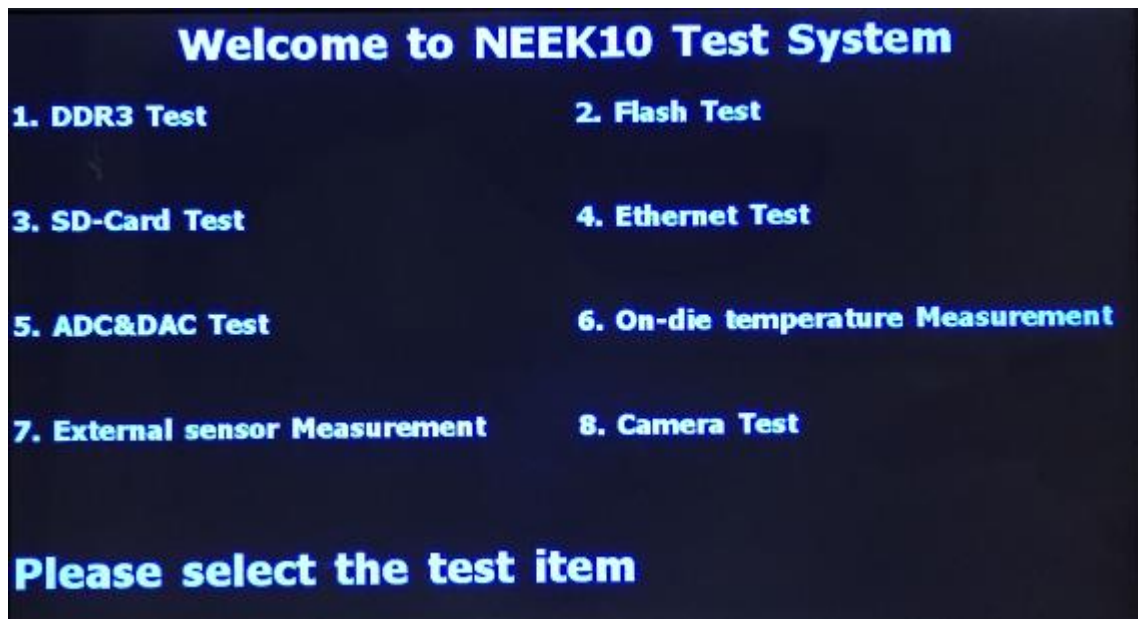 Welcome to NEEK10 Test System
1. DDR3 Test
2. Flash Test
3. SD-Card Test
4. Ethernet Test
5. ADC&DAC Test
6. On-die temperature Measurement
7. External sensor Measurement
8. Camera Test
Please select the test item